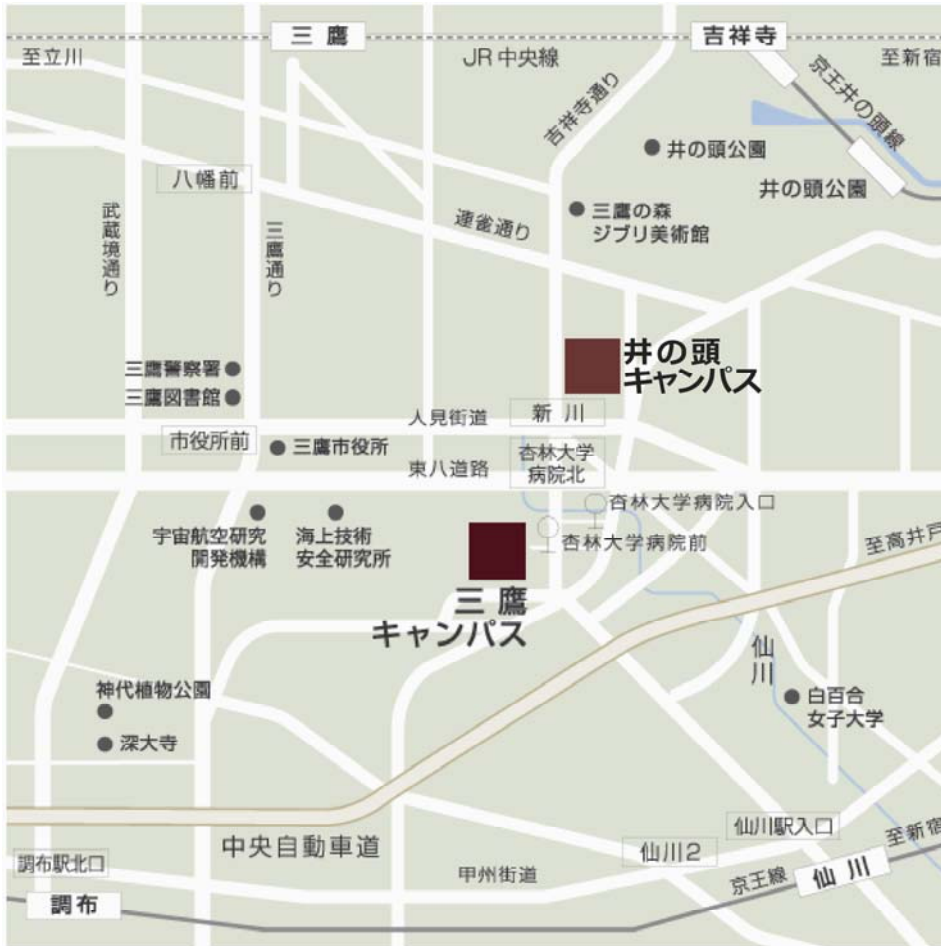 三鷹
吉祥寺
至立川
JR中央線
至新宿
京王井の頭線
吉祥寺通り
井の頭公園
井の頭公園
八幡前
三鷹の森
ジブリ美術館
連雀通り
武蔵境通り
三鷹通り
井の頭
キャンパス
三鷹警察署
三鷹図書館
人見街道
新川
市役所前
三鷹市役所
東八道路
杏林大学
病院北
杏林大学病院入口
宇宙航空研究
開発機構
海上技術
安全研究所
杏林大学病院前
至高井戸
三鷹
キャンパス
仙川
神代植物公園
白百合
女子大学
深大寺
中央自動車道
仙川駅入口
至新宿
仙川2
調布駅北口
甲州街道
京王線
仙川
調布